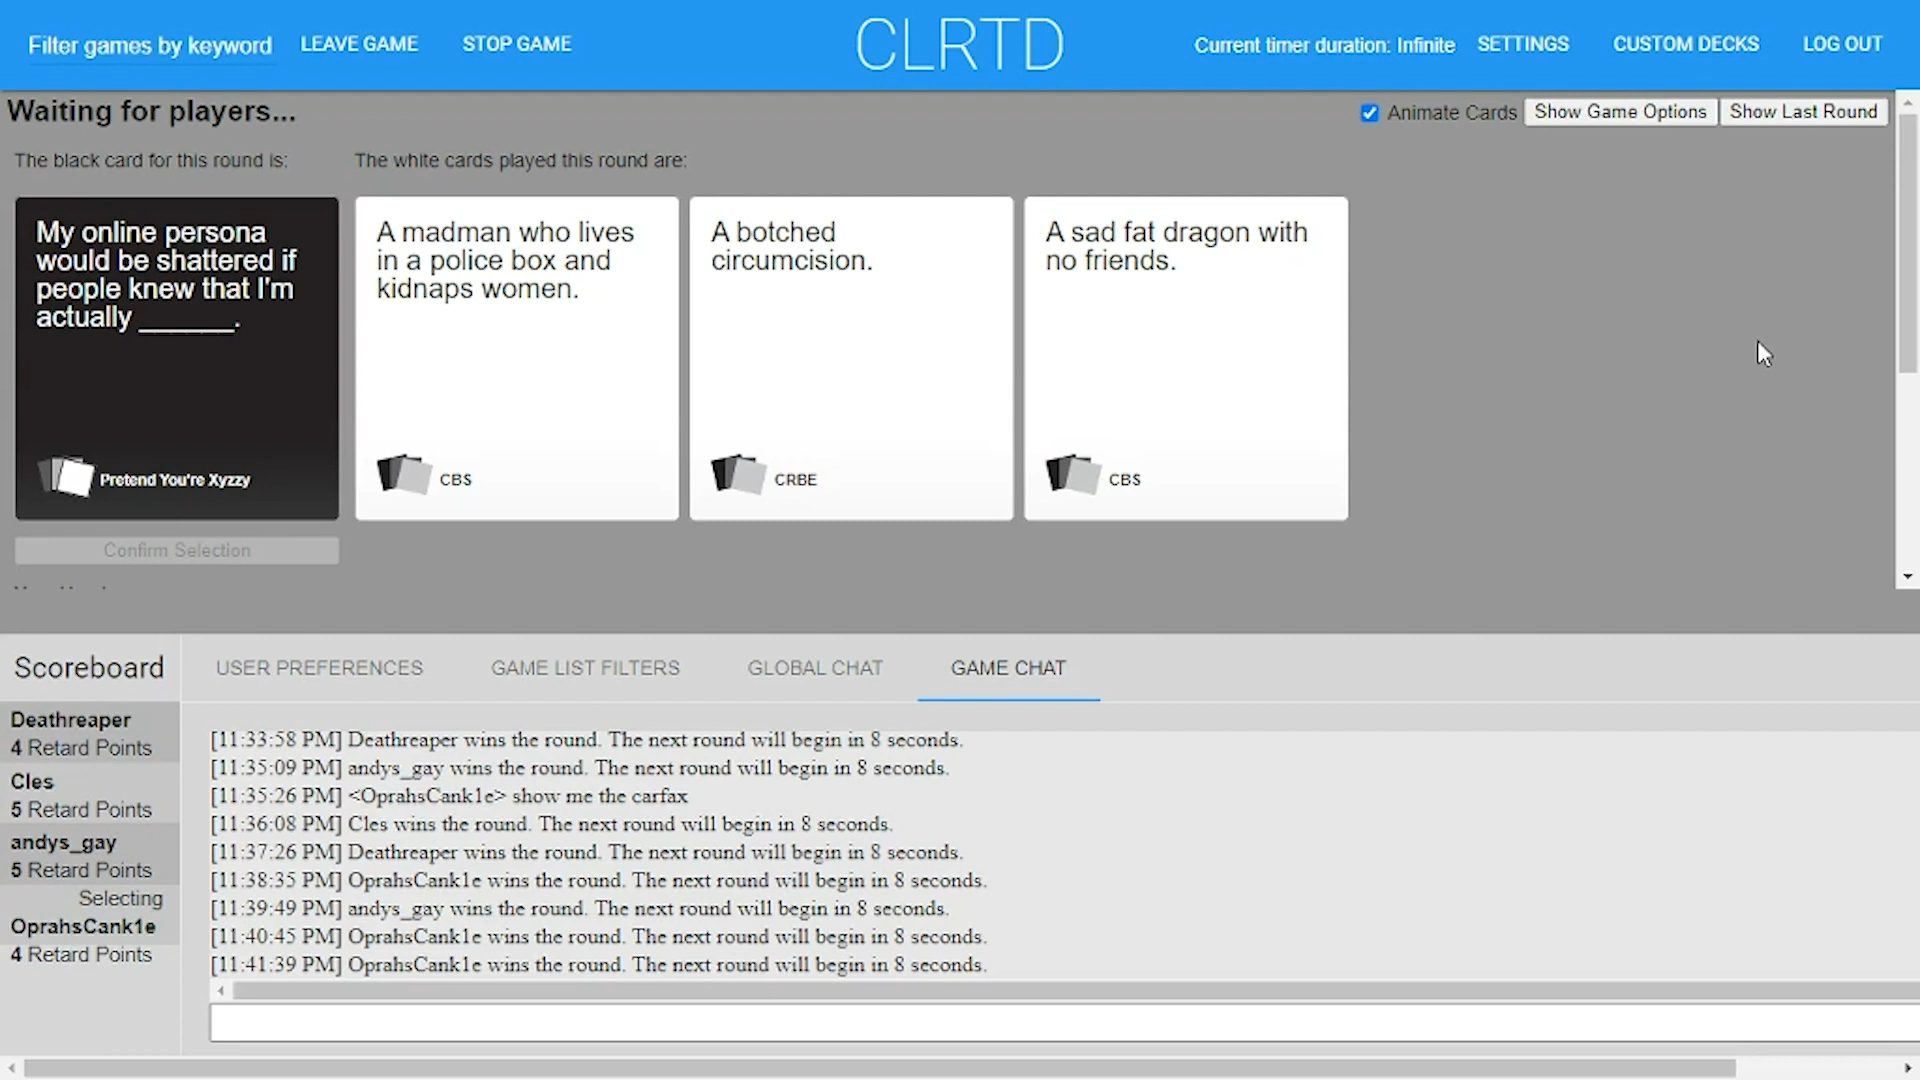 Filter games by keyword LEAVE GAME STOP GAME CLRTD Current timer duration: Infinite SETTINGS CUSTOM DECKS LOG OUT
Waiting for players...
Animate Cards Show Game Options Show Last Round
The black card for this round is:
The white cards played this round are:
My online persona
would be shattered if
people knew that I'm
actually ______.
Pretend You're Xyzzy
A madman who lives
in a police box and
kidnaps women.
CBS
A botched
circumcision.
CRBE
A sad fat dragon with
no friends.
CBS
Confirm Selection
Scoreboard
USER PREFERENCES GAME LIST FILTERS GLOBAL CHAT GAME CHAT
Deathreaper
4 Retard Points
Cles
5 Retard Points
andys_gay
5 Retard Points
Selecting
OprahsCank1e
4 Retard Points
[11:33:58 PM] Deathreaper wins the round. The next round will begin in 8 seconds.
[11:35:09 PM] andys_gay wins the round. The next round will begin in 8 seconds.
[11:35:26 PM] <OprahsCank1e> show me the carfax
[11:36:08 PM] Cles wins the round. The next round will begin in 8 seconds.
[11:37:26 PM] Deathreaper wins the round. The next round will begin in 8 seconds.
[11:38:35 PM] OprahsCank1e wins the round. The next round will begin in 8 seconds.
[11:39:49 PM] andys_gay wins the round. The next round will begin in 8 seconds.
[11:40:45 PM] OprahsCank1e wins the round. The next round will begin in 8 seconds.
[11:41:39 PM] OprahsCank1e wins the round. The next round will begin in 8 seconds.